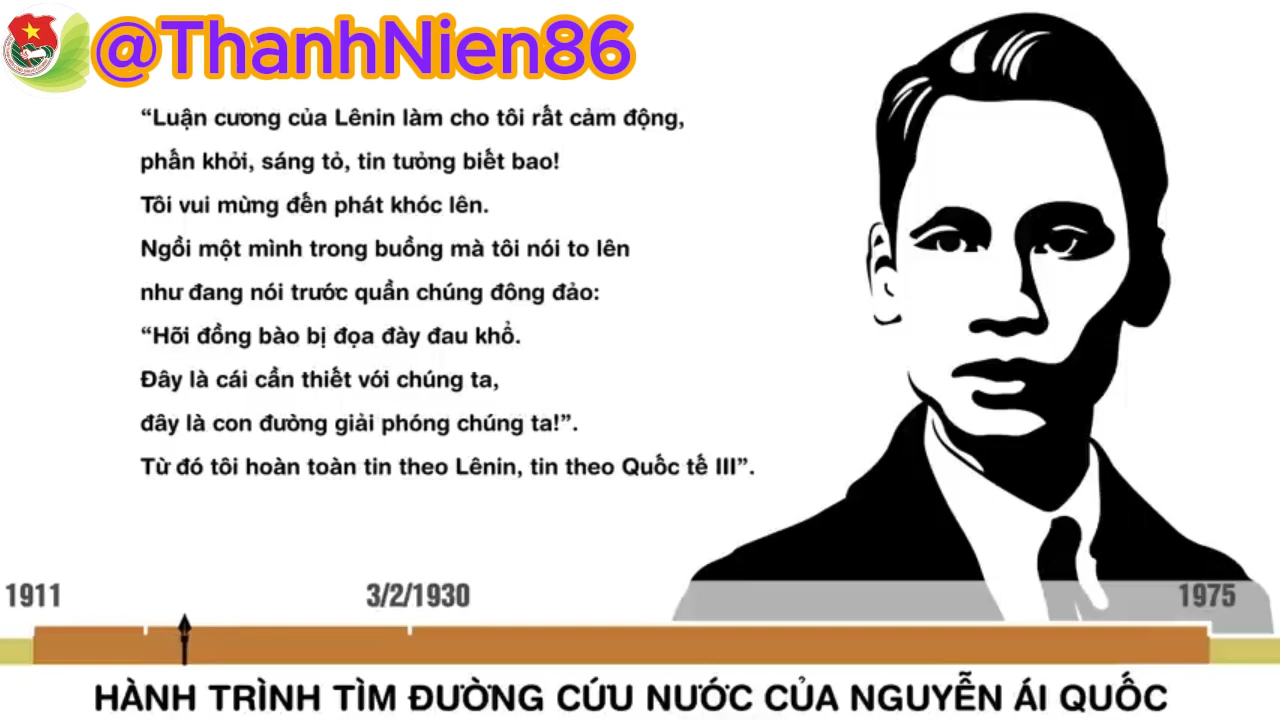 @ThanhNien86
“Luận cương của Lênin làm cho tôi rất cảm động,
phấn khởi, sáng tỏ, tin tưởng biết bao!
Tôi vui mừng đến phát khóc lên.
Ngồi một mình trong buồng mà tôi nói to lên
như đang nói trước quần chúng đông đảo:
“Hỡi đồng bào bị đọa đày đau khổ.
Đây là cái cần thiết với chúng ta,
đây là con đường giải phóng chúng ta!”.
Từ đó tôi hoàn toàn tin theo Lênin, tin theo Quốc tế III”.
1911
3/2/1930
1975
HÀNH TRÌNH TÌM ĐƯỜNG CỨU NƯỚC CỦA NGUYỄN ÁI QUỐC